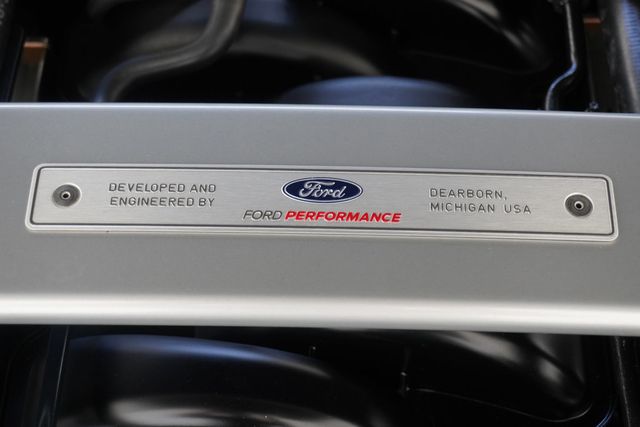 DEVELOPED AND
ENGINEERED BY
Ford
FORD PERFORMANCE
DEARBORN,
MICHIGAN USA